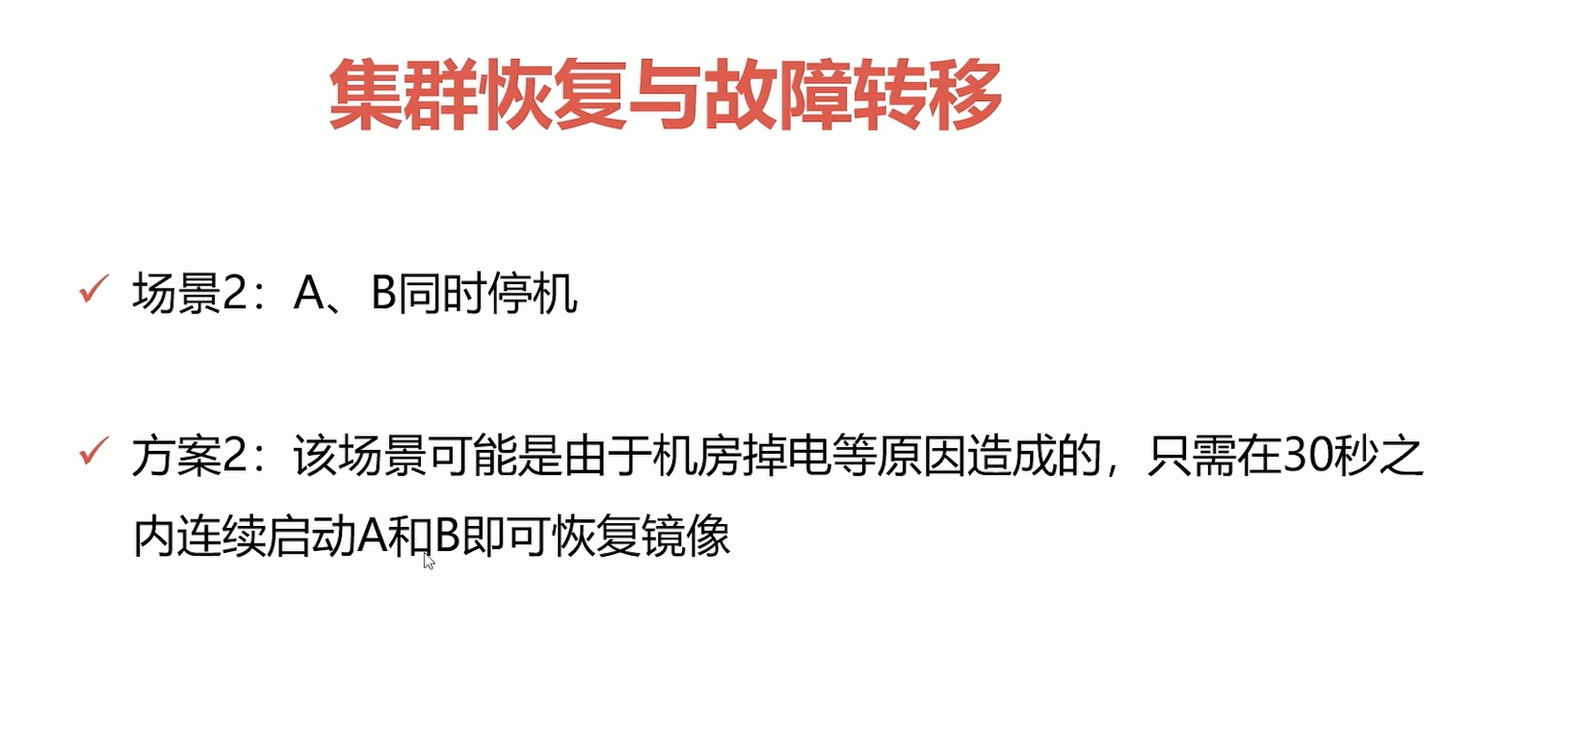 集群恢复与故障转移
场景2：A、B同时停机
方案2：该场景可能是由于机房掉电等原因造成的，只需在30秒之
内连续启动A和B即可恢复镜像